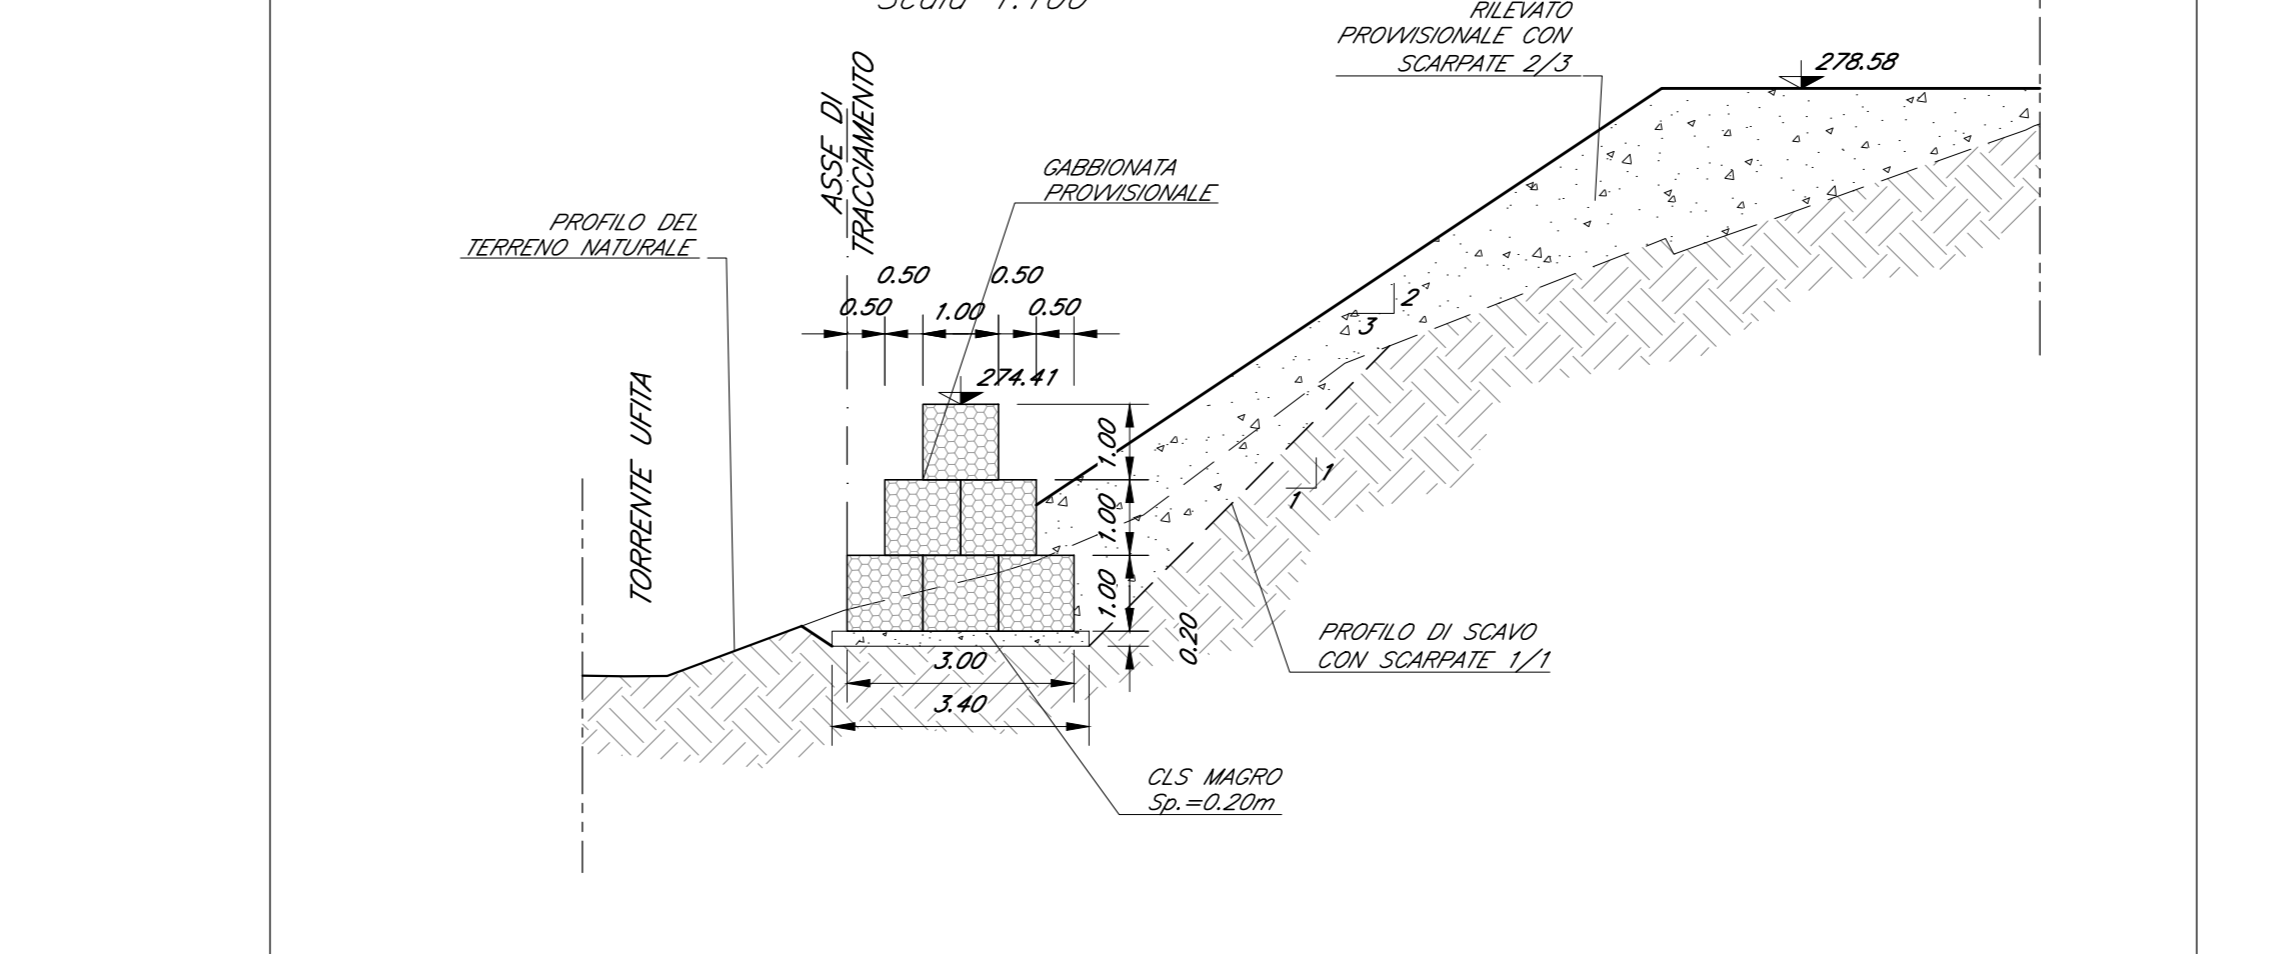 Scala 1:100
RILEVATO
PROVVISIONALE CON
SCARPATE 2/3
278.58
ASSE DI
TRACCIAMENTO
GABBIONATA
PROVVISIONALE
PROFILO DEL
TERRENO NATURALE
0.50
0.50
0.50
1.00
0.50
2
3
274.41
TORRENTE UFITA
1.00
1.00
1.00
0.20
1
1
3.00
3.40
PROFILO DI SCAVO
CON SCARPATE 1/1
CLS MAGRO
Sp.=0.20m